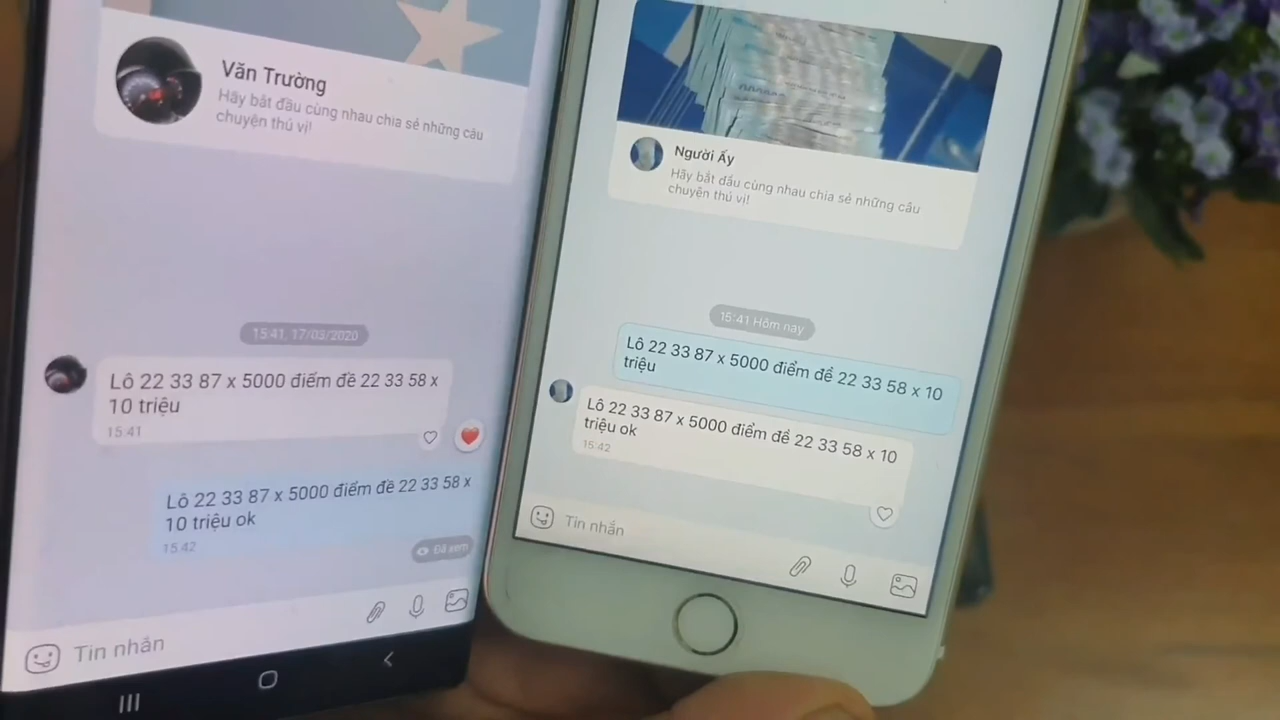 Văn Trường
Hãy bắt đầu cùng nhau chia sẻ những câu
chuyện thú vị!
15:41, 17/03/2020
Lô 22 33 87 x 5000 điểm đề 22 33 58 x
10 triệu
15:41
Lô 22 33 87 x 5000 điểm đề 22 33 58 x
10 triệu ok
15:42
Đã xem
Tin nhắn
Người Ấy
Hãy bắt đầu cùng nhau chia sẻ những câu
chuyện thú vị!
15:41 Hôm nay
Lô 22 33 87 x 5000 điểm đề 22 33 58 x 10
triệu
Lô 22 33 87 x 5000 điểm đề 22 33 58 x 10
triệu ok
15:42
Tin nhắn